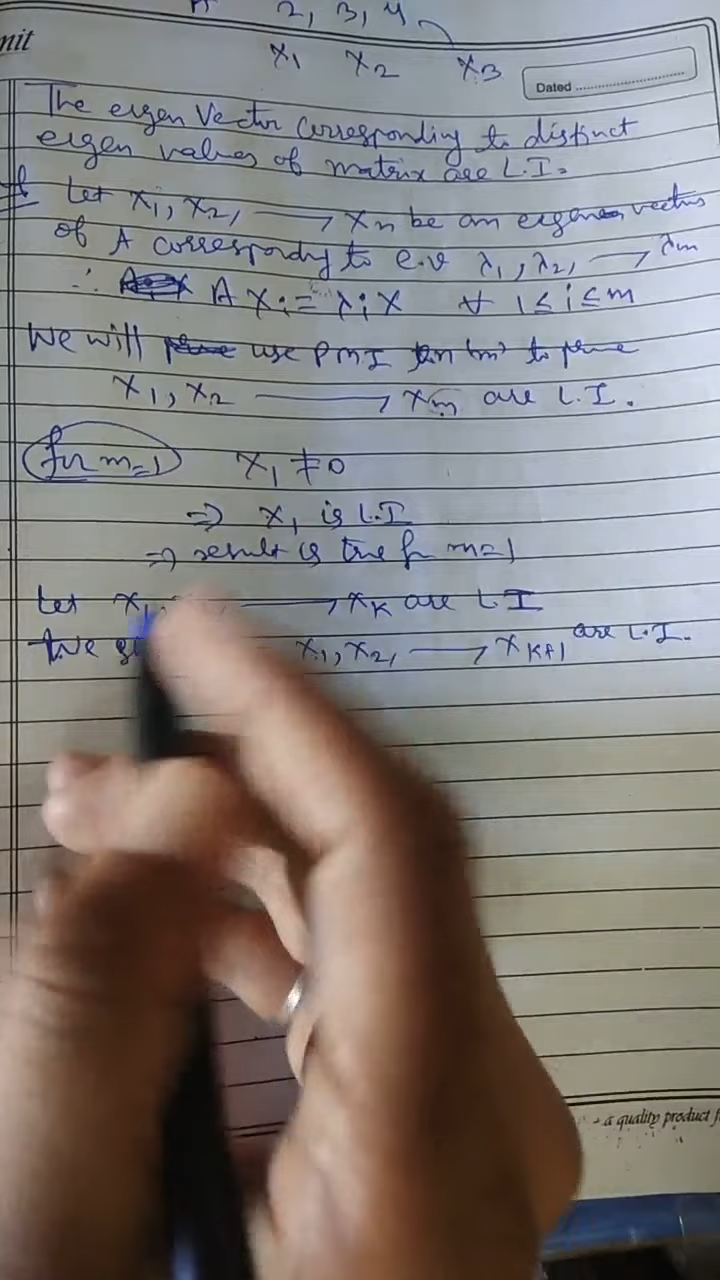 2, 3, 4
nit
x1 x2 x3
Dated
The eigen Vector corresponding to distinct
eigen values of matrix are L.I.
Let x1, x2, → xn be an eigen vectors
of A correspondg to e.v λ1, λ2, → λm
∴ A Xi = λi X ∀ 1 ≤ i ≤ m
We will use PMI on 'm' to prove
x1, x2 → xm are L.I.
for m=1 x1 ≠ 0
⇒ x1 is L.I
⇒ result is true for m=1
Let x1, → xK are L.I
We x1, x2, → xK+1 are L.I.
- a quality product f